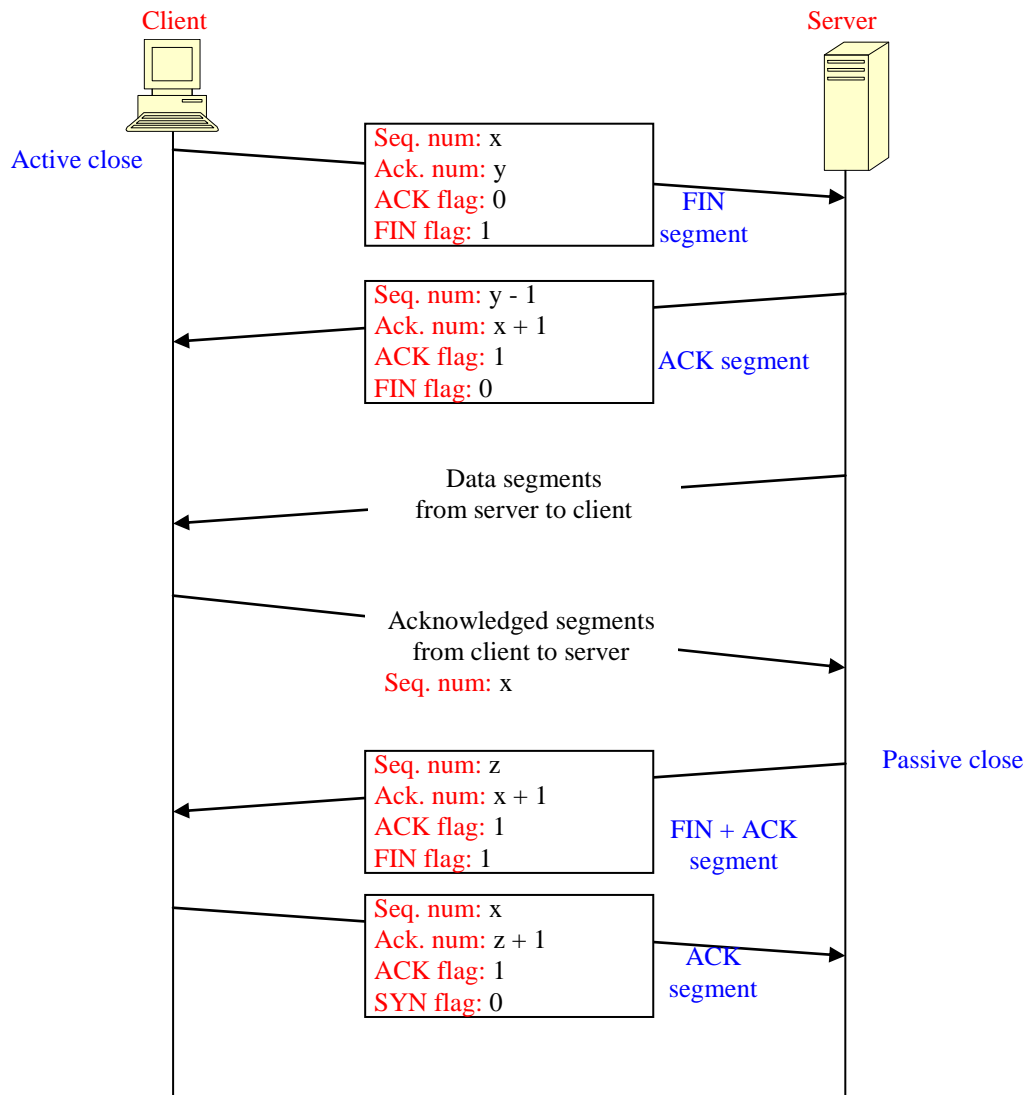 Client
Server
Active close
Seq. num: x
Ack. num: y
ACK flag: 0
FIN flag: 1
FIN
segment
Seq. num: y - 1
Ack. num: x + 1
ACK flag: 1
FIN flag: 0
ACK segment
Data segments
from server to client
Acknowledged segments
from client to server
Seq. num: x
Passive close
Seq. num: z
Ack. num: x + 1
ACK flag: 1
FIN flag: 1
FIN + ACK
segment
Seq. num: x
Ack. num: z + 1
ACK flag: 1
SYN flag: 0
ACK
segment